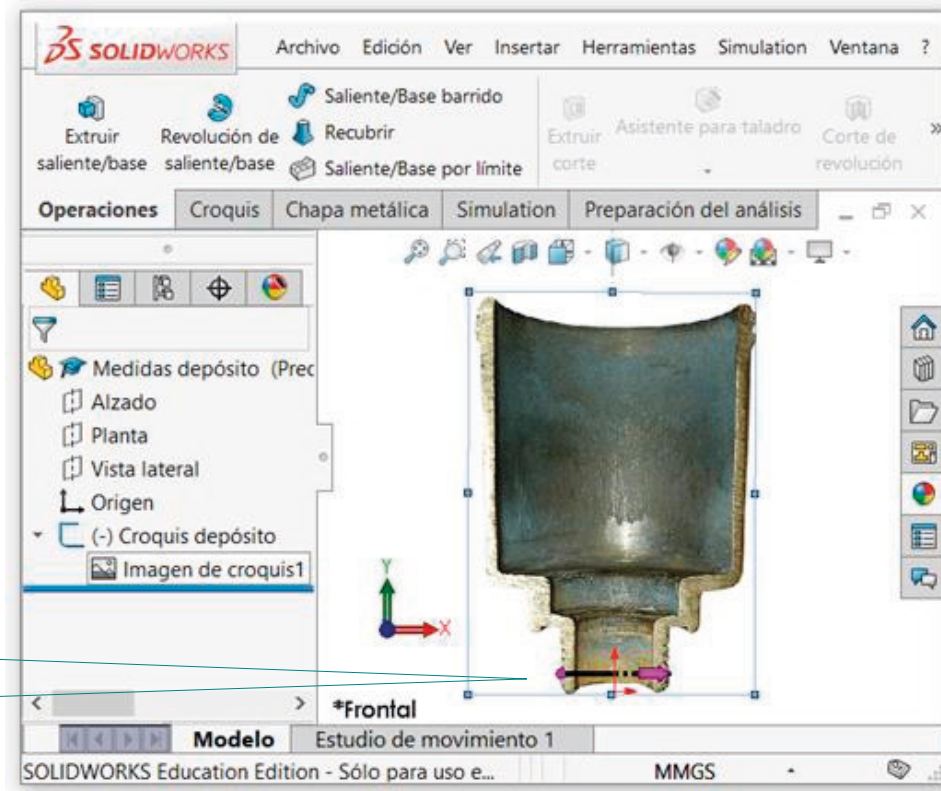 SOLIDWORKS Archivo Edición Ver Insertar Herramientas Simulation Ventana ?
Extruir saliente/base
Revolución de saliente/base
Saliente/Base barrido
Recubrir
Saliente/Base por límite
Extruir corte
Asistente para taladro
Corte de revolución
»
Operaciones Croquis Chapa metálica Simulation Preparación del análisis
Medidas depósito (Prec
Alzado
Planta
Vista lateral
Origen
(-) Croquis depósito
Imagen de croquis1
Y
X
*Frontal
Modelo Estudio de movimiento 1
SOLIDWORKS Education Edition - Sólo para uso e... MMGS